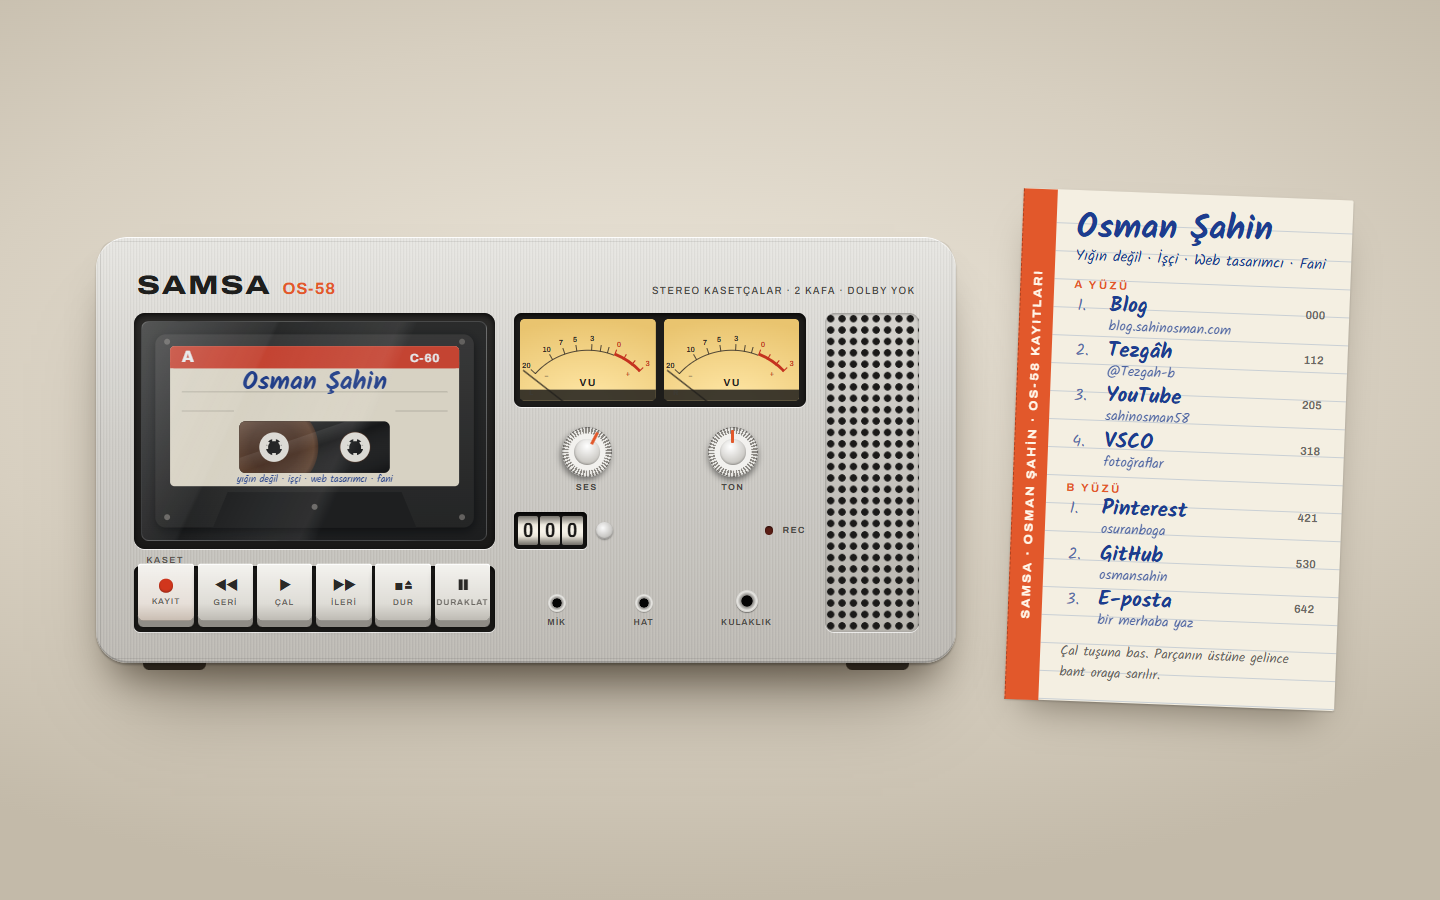 SAMSA OS-58
STEREO KASETÇALAR · 2 KAFA · DOLBY YOK
A
C-60
Osman Şahin
yığın değil · işçi · web tasarımcı · fani
20 10 7 5 3 0 3
- +
VU
20 10 7 5 3 0 3
- +
VU
SES
TON
0 0 0
REC
KASET
KAYIT
GERİ
ÇAL
İLERİ
DUR
DURAKLAT
MİK
HAT
KULAKLIK
SAMSA · OSMAN ŞAHİN · OS-58 KAYITLARI
Osman Şahin
Yığın değil · İşçi · Web tasarımcı · Fani
A YÜZÜ
1. Blog 000
blog.sahinosman.com
2. Tezgâh 112
@Tezgah-b
3. YouTube 205
sahinosman58
4. VSCO 318
fotoğraflar
B YÜZÜ
1. Pinterest 421
osuranboga
2. GitHub 530
osmansahin
3. E-posta 642
bir merhaba yaz
Çal tuşuna bas. Parçanın üstüne gelince
bant oraya sarılır.